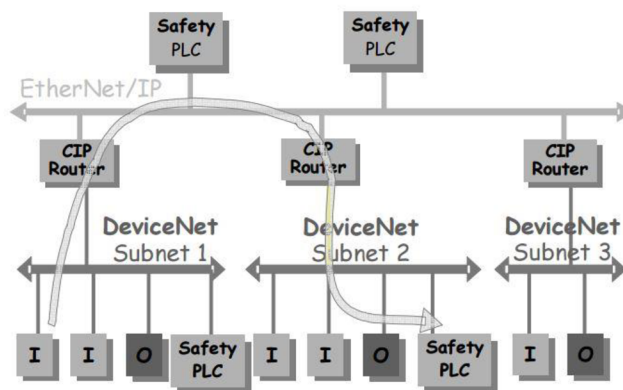 Safety
PLC
Safety
PLC
EtherNet/IP
CIP
Router
CIP
Router
CIP
Router
DeviceNet
Subnet 1
DeviceNet
Subnet 2
DeviceNet
Subnet 3
I
I
O
Safety
PLC
I
I
O
Safety
PLC
I
O